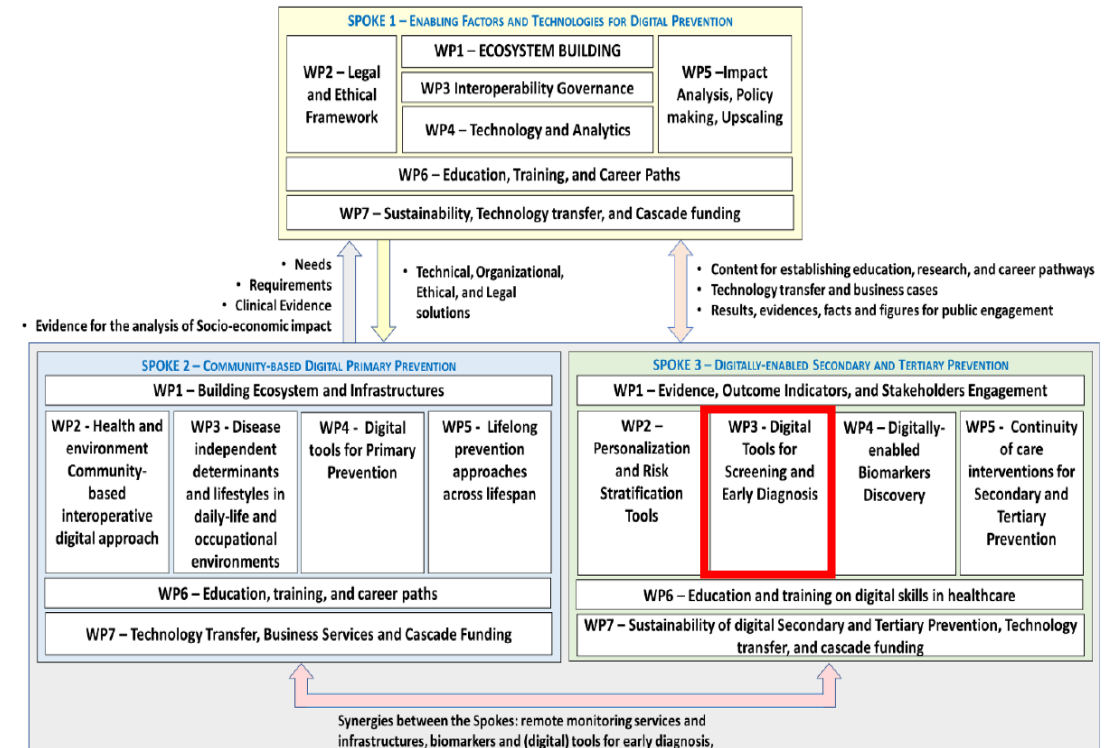 SPOKE 1 – ENABLING FACTORS AND TECHNOLOGIES FOR DIGITAL PREVENTION
WP2 – Legal
and Ethical
Framework
WP1 – ECOSYSTEM BUILDING
WP3 Interoperability Governance
WP4 – Technology and Analytics
WP5 –Impact
Analysis, Policy
making, Upscaling
WP6 – Education, Training, and Career Paths
WP7 – Sustainability, Technology transfer, and Cascade funding
• Needs
• Requirements
• Clinical Evidence
• Evidence for the analysis of Socio-economic impact
• Technical, Organizational,
Ethical, and Legal
solutions
• Content for establishing education, research, and career pathways
• Technology transfer and business cases
• Results, evidences, facts and figures for public engagement
SPOKE 2 – COMMUNITY-BASED DIGITAL PRIMARY PREVENTION
WP1 – Building Ecosystem and Infrastructures
WP2 - Health and
environment
Community-
based
interoperative
digital approach
WP3 - Disease
independent
determinants
and lifestyles in
daily-life and
occupational
environments
WP4 - Digital
tools for Primary
Prevention
WP5 - Lifelong
prevention
approaches
across lifespan
WP6 – Education, training, and career paths
WP7 – Technology Transfer, Business Services and Cascade Funding
SPOKE 3 – DIGITALLY-ENABLED SECONDARY AND TERTIARY PREVENTION
WP1 – Evidence, Outcome Indicators, and Stakeholders Engagement
WP2 –
Personalization
and Risk
Stratification
Tools
WP3 - Digital
Tools for
Screening and
Early Diagnosis
WP4 – Digitally-
enabled
Biomarkers
Discovery
WP5 - Continuity
of care
interventions for
Secondary and
Tertiary
Prevention
WP6 – Education and training on digital skills in healthcare
WP7 – Sustainability of digital Secondary and Tertiary Prevention, Technology
transfer, and cascade funding
Synergies between the Spokes: remote monitoring services and
infrastructures, biomarkers and (digital) tools for early diagnosis,